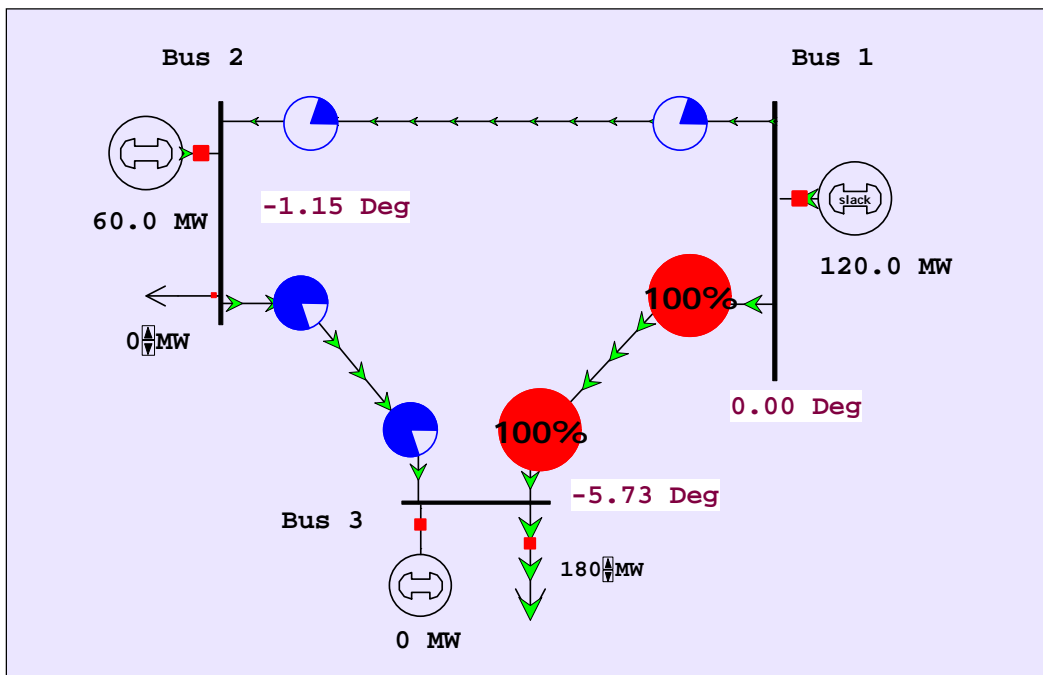 Bus 2
Bus 1
60.0 MW
-1.15 Deg
slack
120.0 MW
100%
0 MW
0.00 Deg
100%
-5.73 Deg
Bus 3
180 MW
0 MW